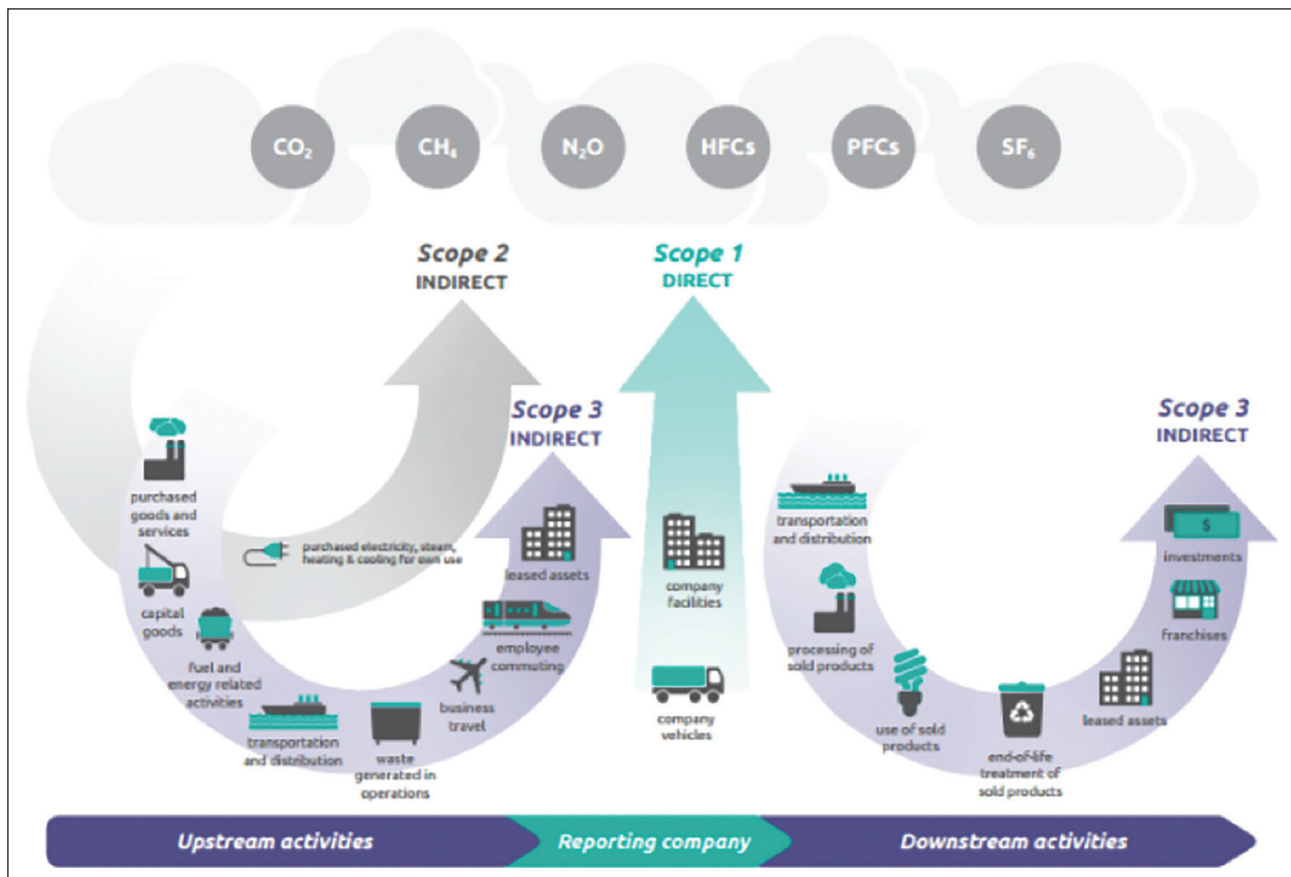 CO₂
CH₄
N₂O
HFCs
PFCs
SF₆
Scope 2
INDIRECT
Scope 1
DIRECT
Scope 3
INDIRECT
Scope 3
INDIRECT
purchased
goods and
services
capital
goods
fuel and
energy related
activities
transportation
and distribution
waste
generated in
operations
business
travel
employee
commuting
leased assets
purchased electricity, steam,
heating & cooling for own use
company
facilities
company
vehicles
transportation
and distribution
processing of
sold products
use of sold
products
end-of-life
treatment of
sold products
leased assets
franchises
investments
$
Upstream activities
Reporting company
Downstream activities